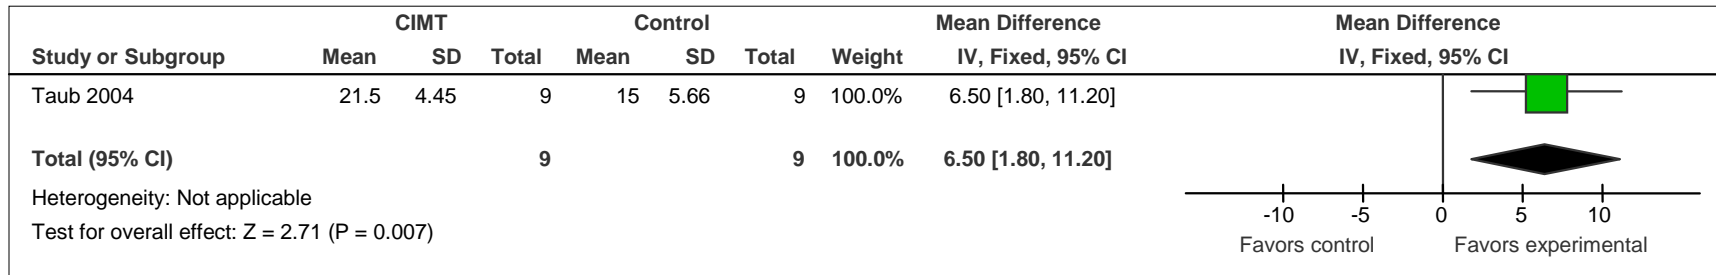 CIMT Control Mean Difference Mean Difference
Study or Subgroup Mean SD Total Mean SD Total Weight IV, Fixed, 95% CI IV, Fixed, 95% CI
Taub 2004 21.5 4.45 9 15 5.66 9 100.0% 6.50 [1.80, 11.20]
Total (95% CI) 9 9 100.0% 6.50 [1.80, 11.20]
Heterogeneity: Not applicable
Test for overall effect: Z = 2.71 (P = 0.007)
-10 -5 0 5 10
Favors control Favors experimental